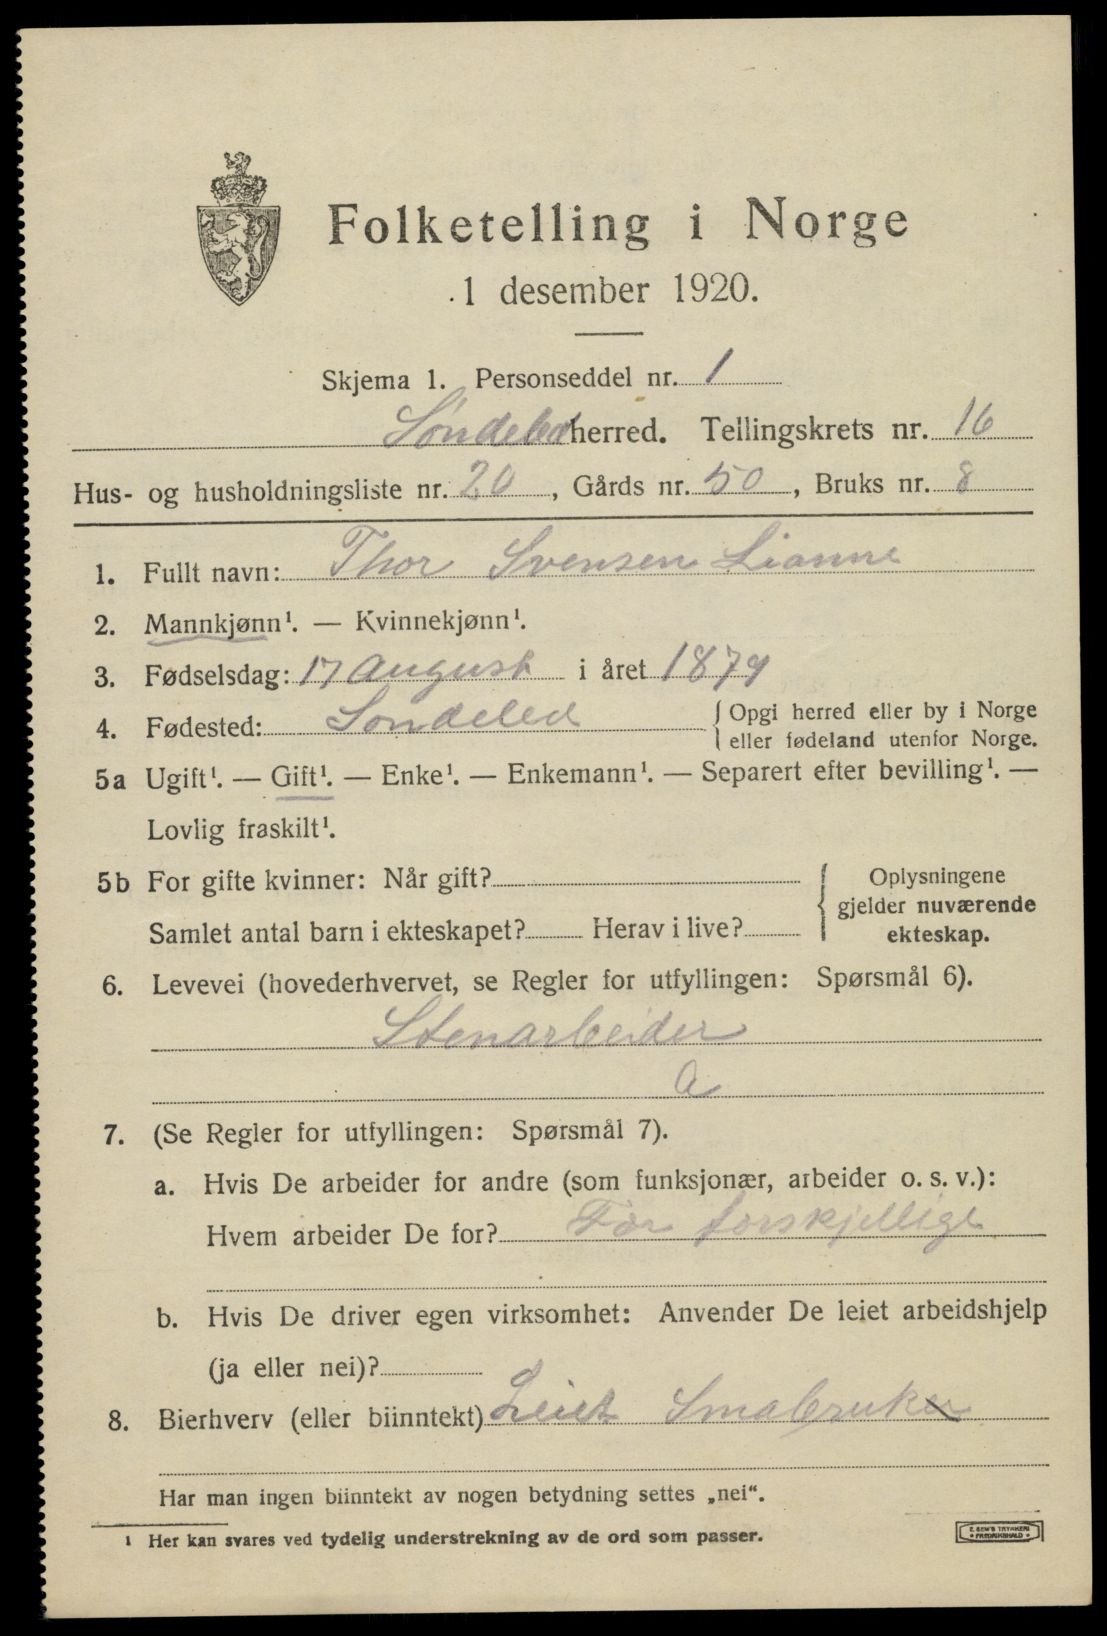 Folketelling i Norge
1 desember 1920.
Skjema 1. Personseddel nr. 1
Søndeled herred. Tellingskrets nr. 16
Hus- og husholdningsliste nr. 20, Gårds nr. 50, Bruks nr. 8
1. Fullt navn: Thor Svensen Lianne
2. Mannkjønn¹. — Kvinnekjønn¹.
3. Fødselsdag: 17 August i året 1879
4. Fødested: Søndeled { Opgi herred eller by i Norge
eller fødeland utenfor Norge.
5a Ugift¹. — Gift¹. — Enke¹. — Enkemann¹. — Separert efter bevilling¹. —
Lovlig fraskilt¹.
5b For gifte kvinner: Når gift?
Samlet antal barn i ekteskapet? Herav i live?
{ Oplysningene
gjelder nuværende
ekteskap.
6. Levevei (hovederhvervet, se Regler for utfyllingen: Spørsmål 6).
Stenarbeider
a
7. (Se Regler for utfyllingen: Spørsmål 7).
a. Hvis De arbeider for andre (som funksjonær, arbeider o. s. v.):
Hvem arbeider De for? For forskjellige
b. Hvis De driver egen virksomhet: Anvender De leiet arbeidshjelp
(ja eller nei)?
8. Bierhverv (eller biinntekt) Leiet Smabruker
Har man ingen biinntekt av nogen betydning settes „nei“.
¹ Her kan svares ved tydelig understrekning av de ord som passer.
E. SEM'S TRYKKERI
• FREDRIKSHALD •